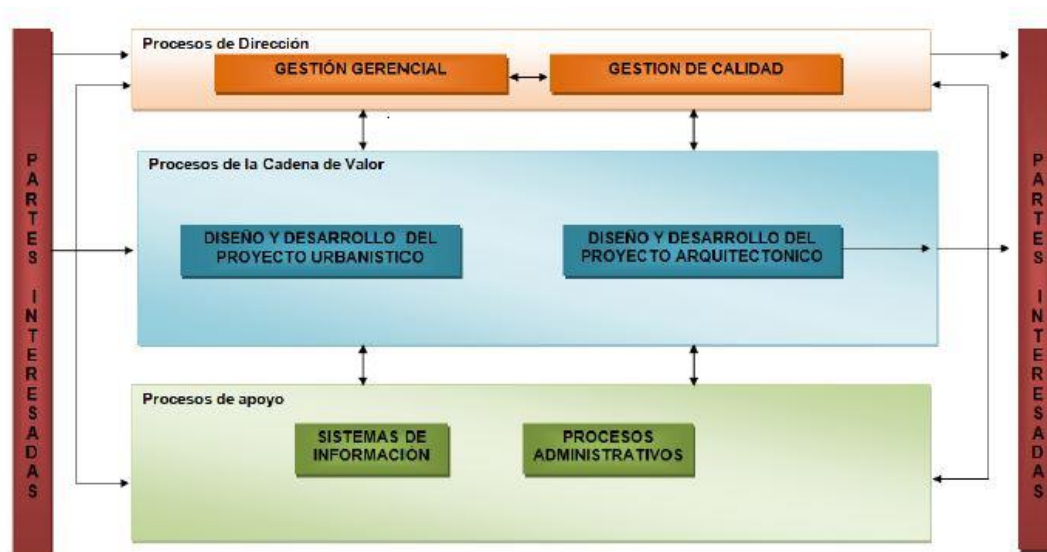 Procesos de Dirección
GESTIÓN GERENCIAL
GESTION DE CALIDAD
PARTES INTERESADAS
Procesos de la Cadena de Valor
DISEÑO Y DESARROLLO DEL
PROYECTO URBANISTICO
DISEÑO Y DESARROLLO DEL
PROYECTO ARQUITECTONICO
Procesos de apoyo
SISTEMAS DE
INFORMACIÓN
PROCESOS
ADMINISTRATIVOS
PARTES INTERESADAS